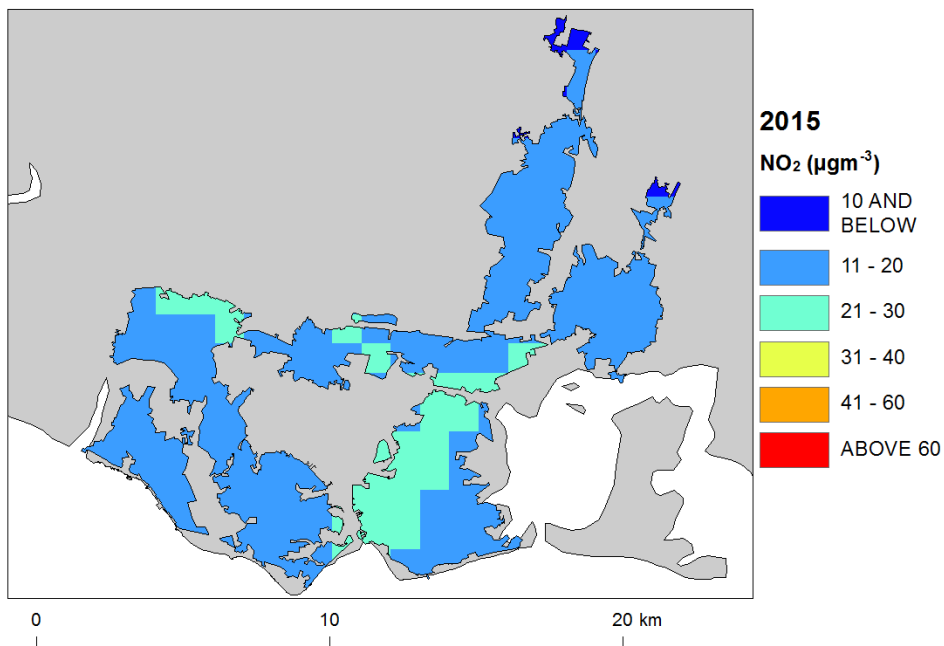 2015
NO₂ (µgm⁻³)
10 AND
BELOW
11 - 20
21 - 30
31 - 40
41 - 60
ABOVE 60
0 10 20 km